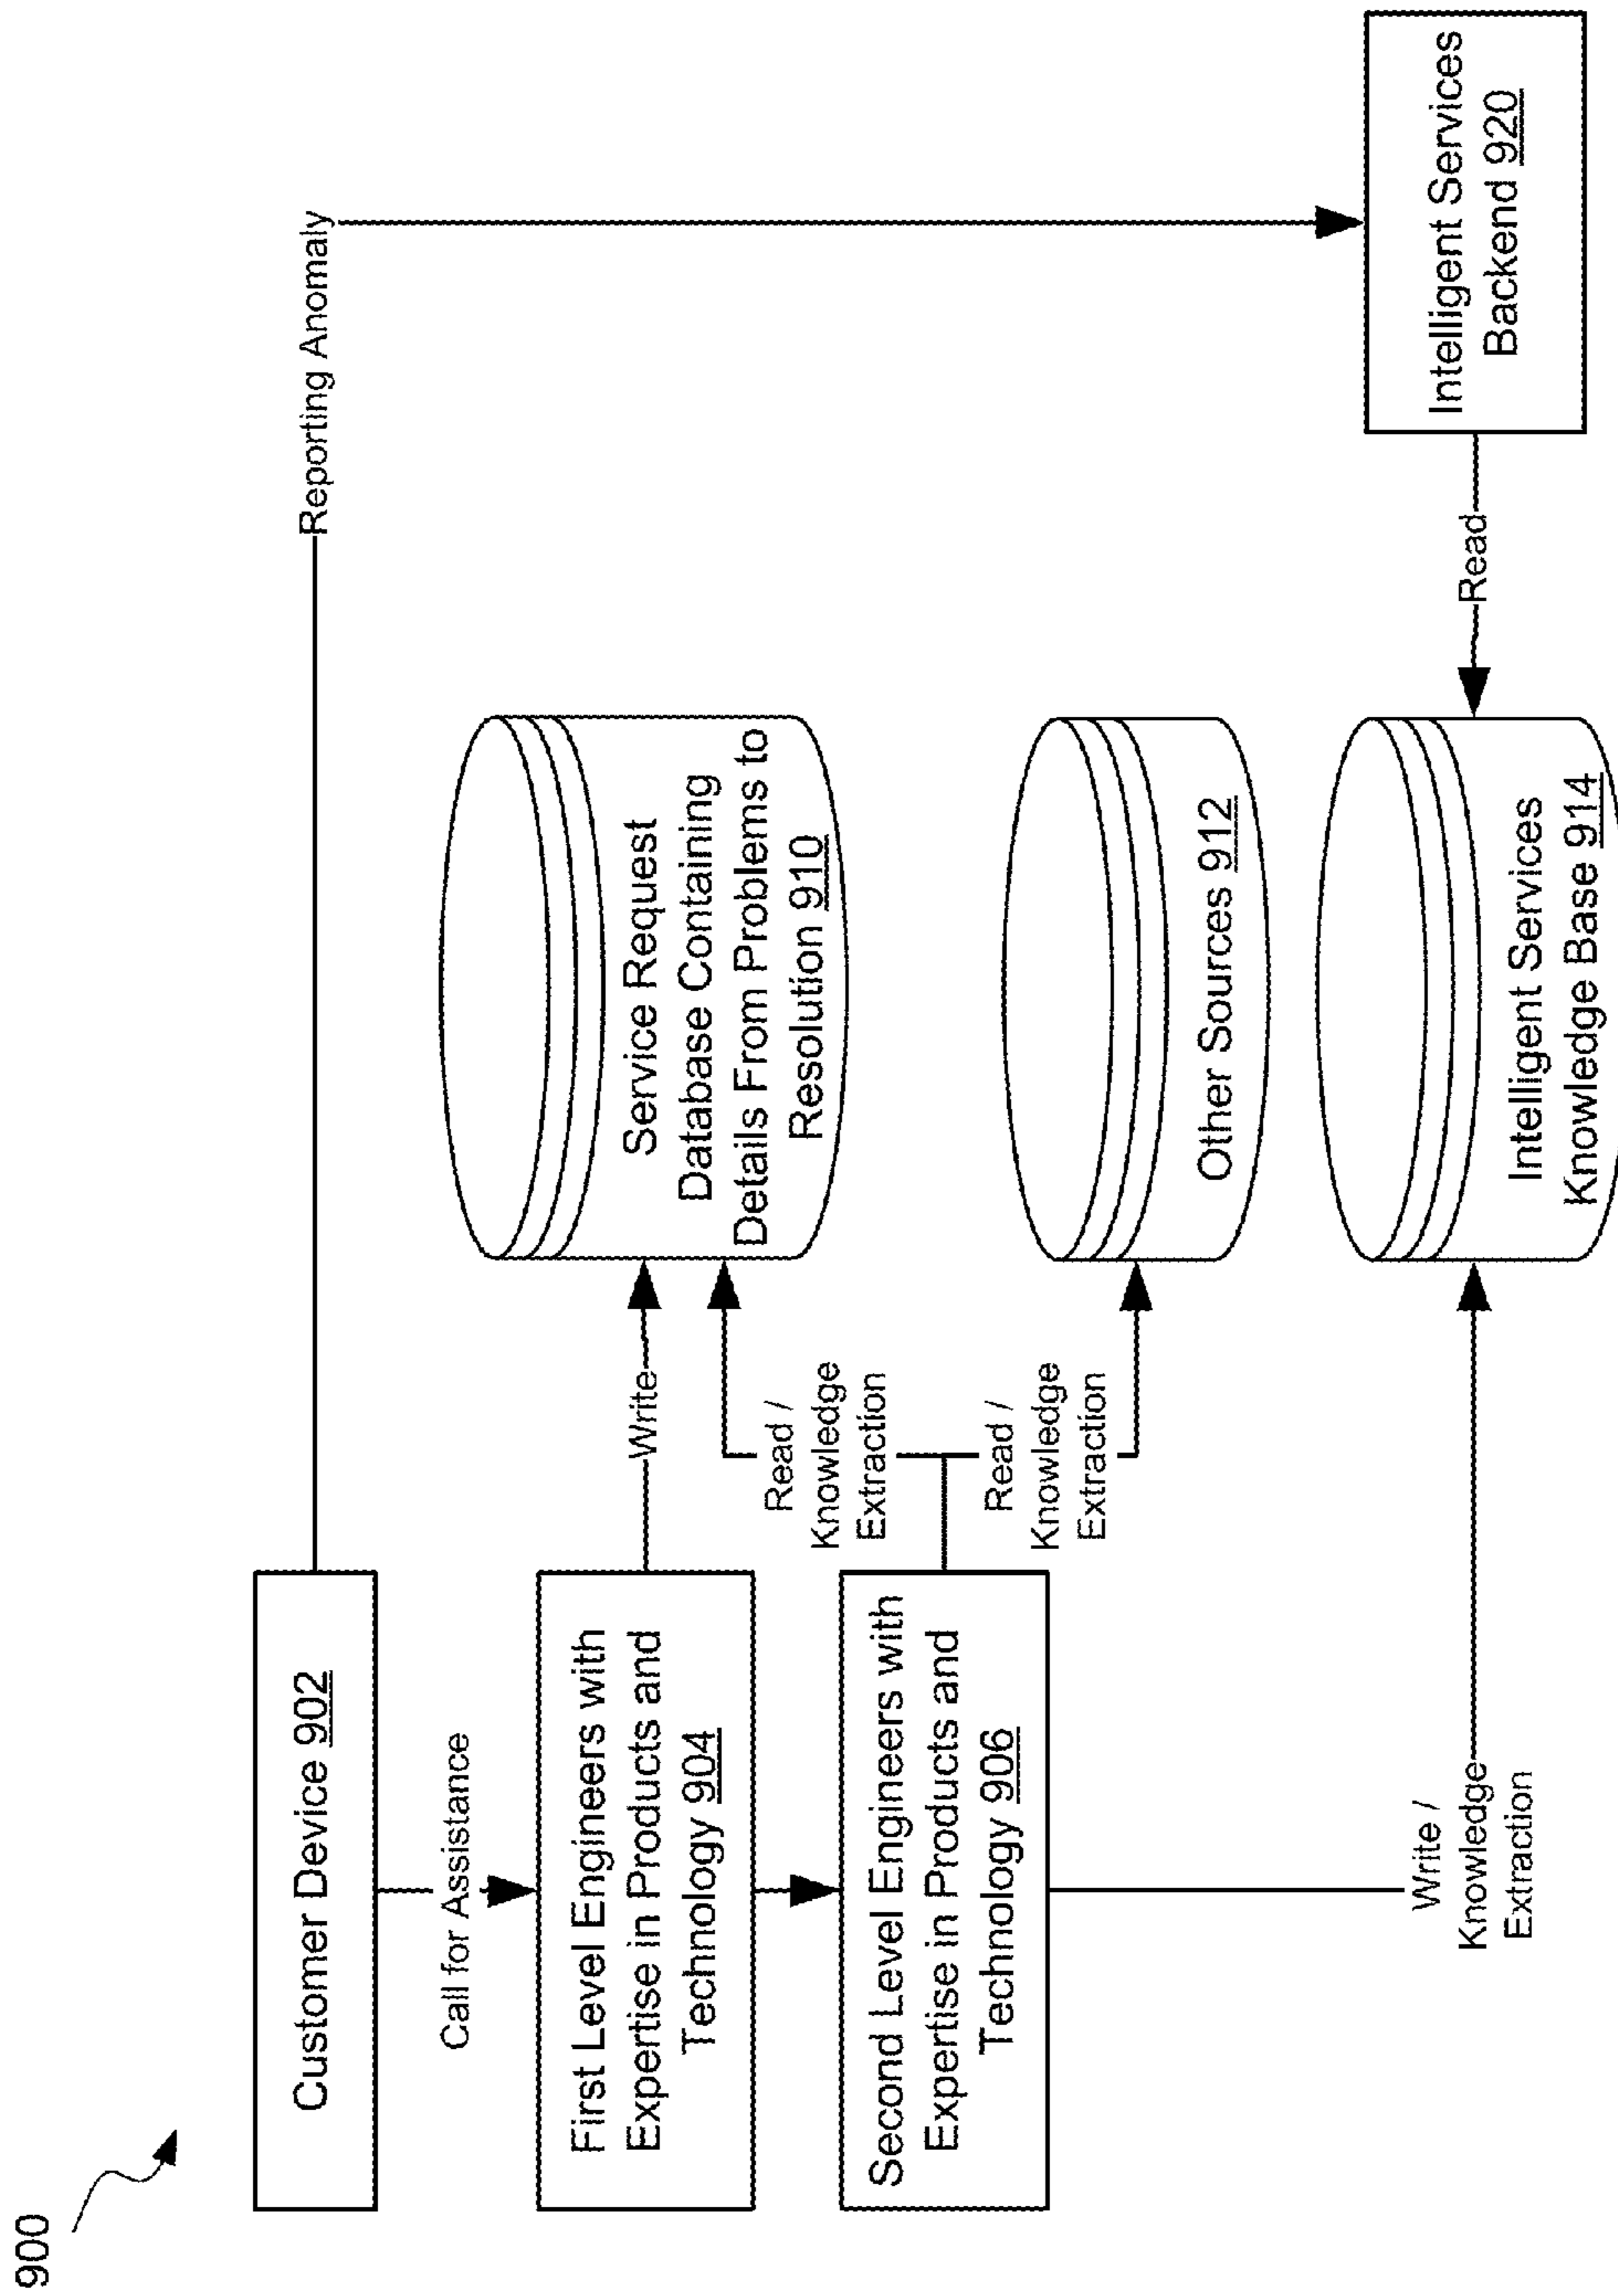 900
Customer Device 902
Reporting Anomaly
Call for Assistance
First Level Engineers with
Expertise in Products and
Technology 904
Write
Service Request
Database Containing
Details From Problems to
Resolution 910
Read /
Knowledge
Extraction
Second Level Engineers with
Expertise in Products and
Technology 906
Read /
Knowledge
Extraction
Other Sources 912
Write /
Knowledge
Extraction
Intelligent Services
Knowledge Base 914
Read
Intelligent Services
Backend 920